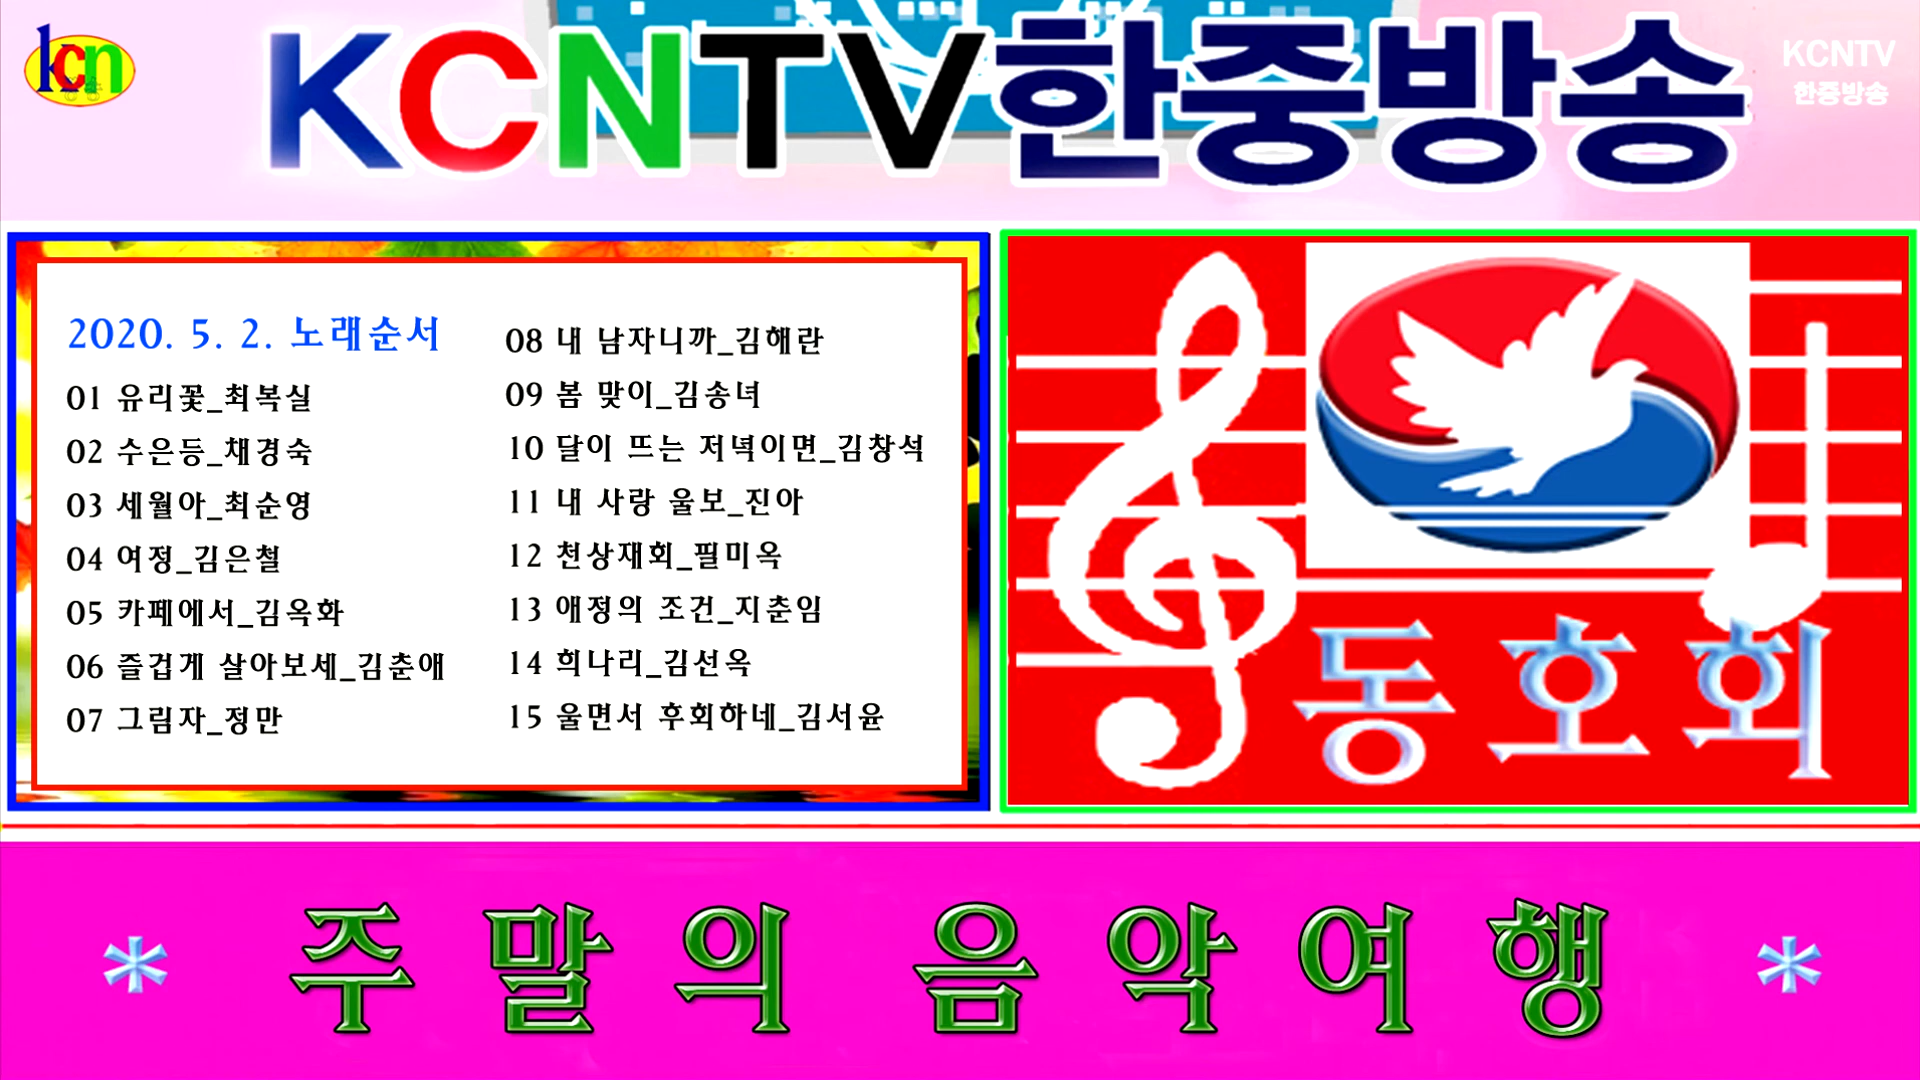 kcn
KCNTV한중방송
KCNTV
한중방송
2020. 5. 2. 노래순서
01 유리꽃_최복실
02 수은등_채경숙
03 세월아_최순영
04 여정_김은철
05 카페에서_김옥화
06 즐겁게 살아보세_김춘애
07 그림자_정만
08 내 남자니까_김해란
09 봄 맞이_김송녀
10 달이 뜨는 저녁이면_김창석
11 내 사랑 울보_진아
12 천상재회_필미옥
13 애정의 조건_지춘임
14 희나리_김선옥
15 울면서 후회하네_김서윤
동호회
* 주말의 음악여행 *